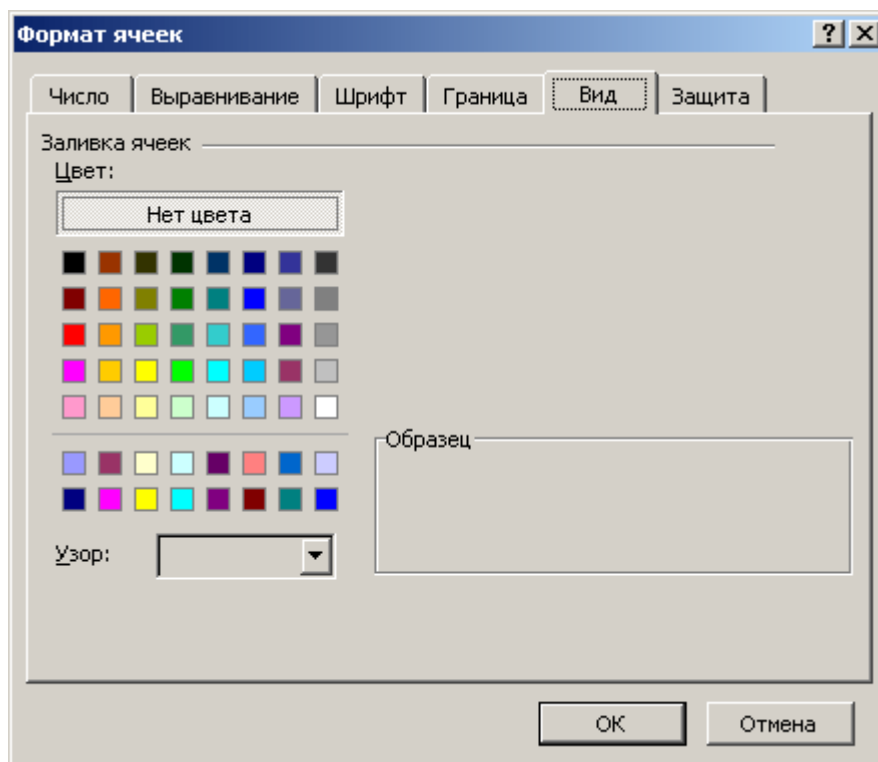 Формат ячеек
Число Выравнивание Шрифт Граница Вид Защита
Заливка ячеек
Цвет:
Нет цвета
Образец
Узор:
ОК Отмена